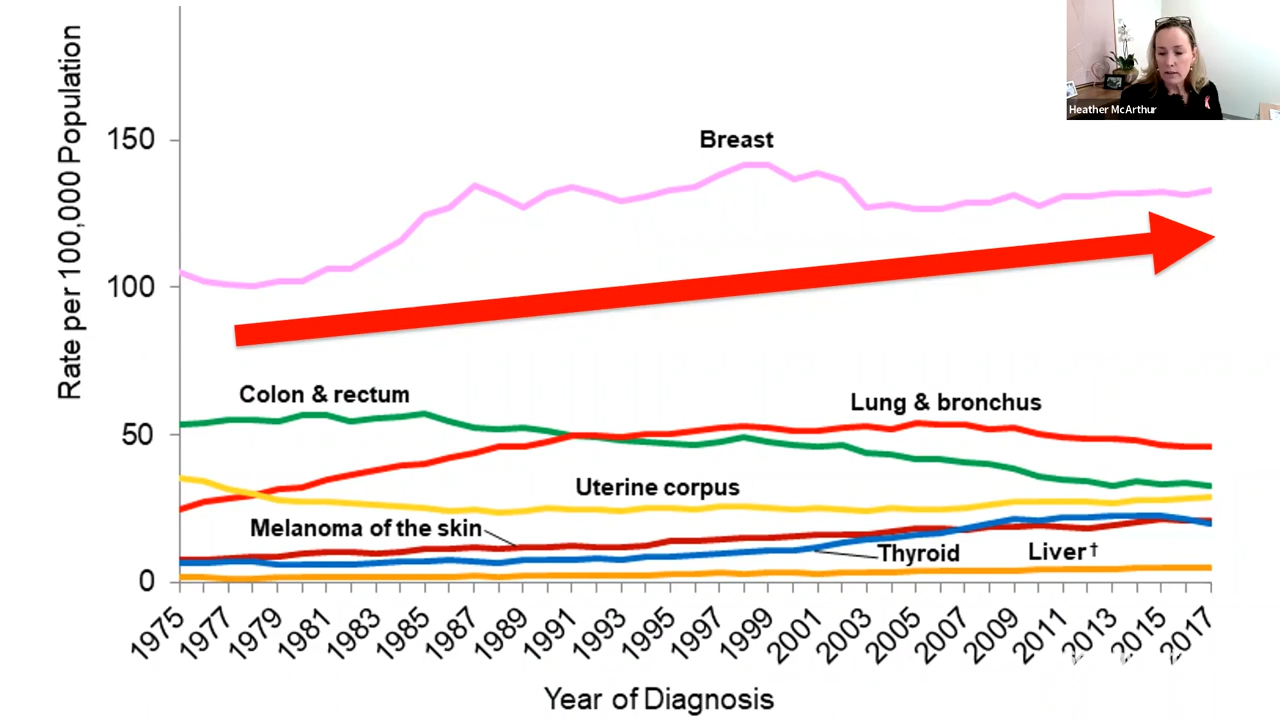 Heather McArthur
Rate per 100,000 Population
150
100
50
0
Breast
Colon & rectum
Lung & bronchus
Uterine corpus
Melanoma of the skin
Thyroid
Liver†
1975
1977
1979
1981
1983
1985
1987
1989
1991
1993
1995
1997
1999
2001
2003
2005
2007
2009
2011
2013
2015
2017
Year of Diagnosis